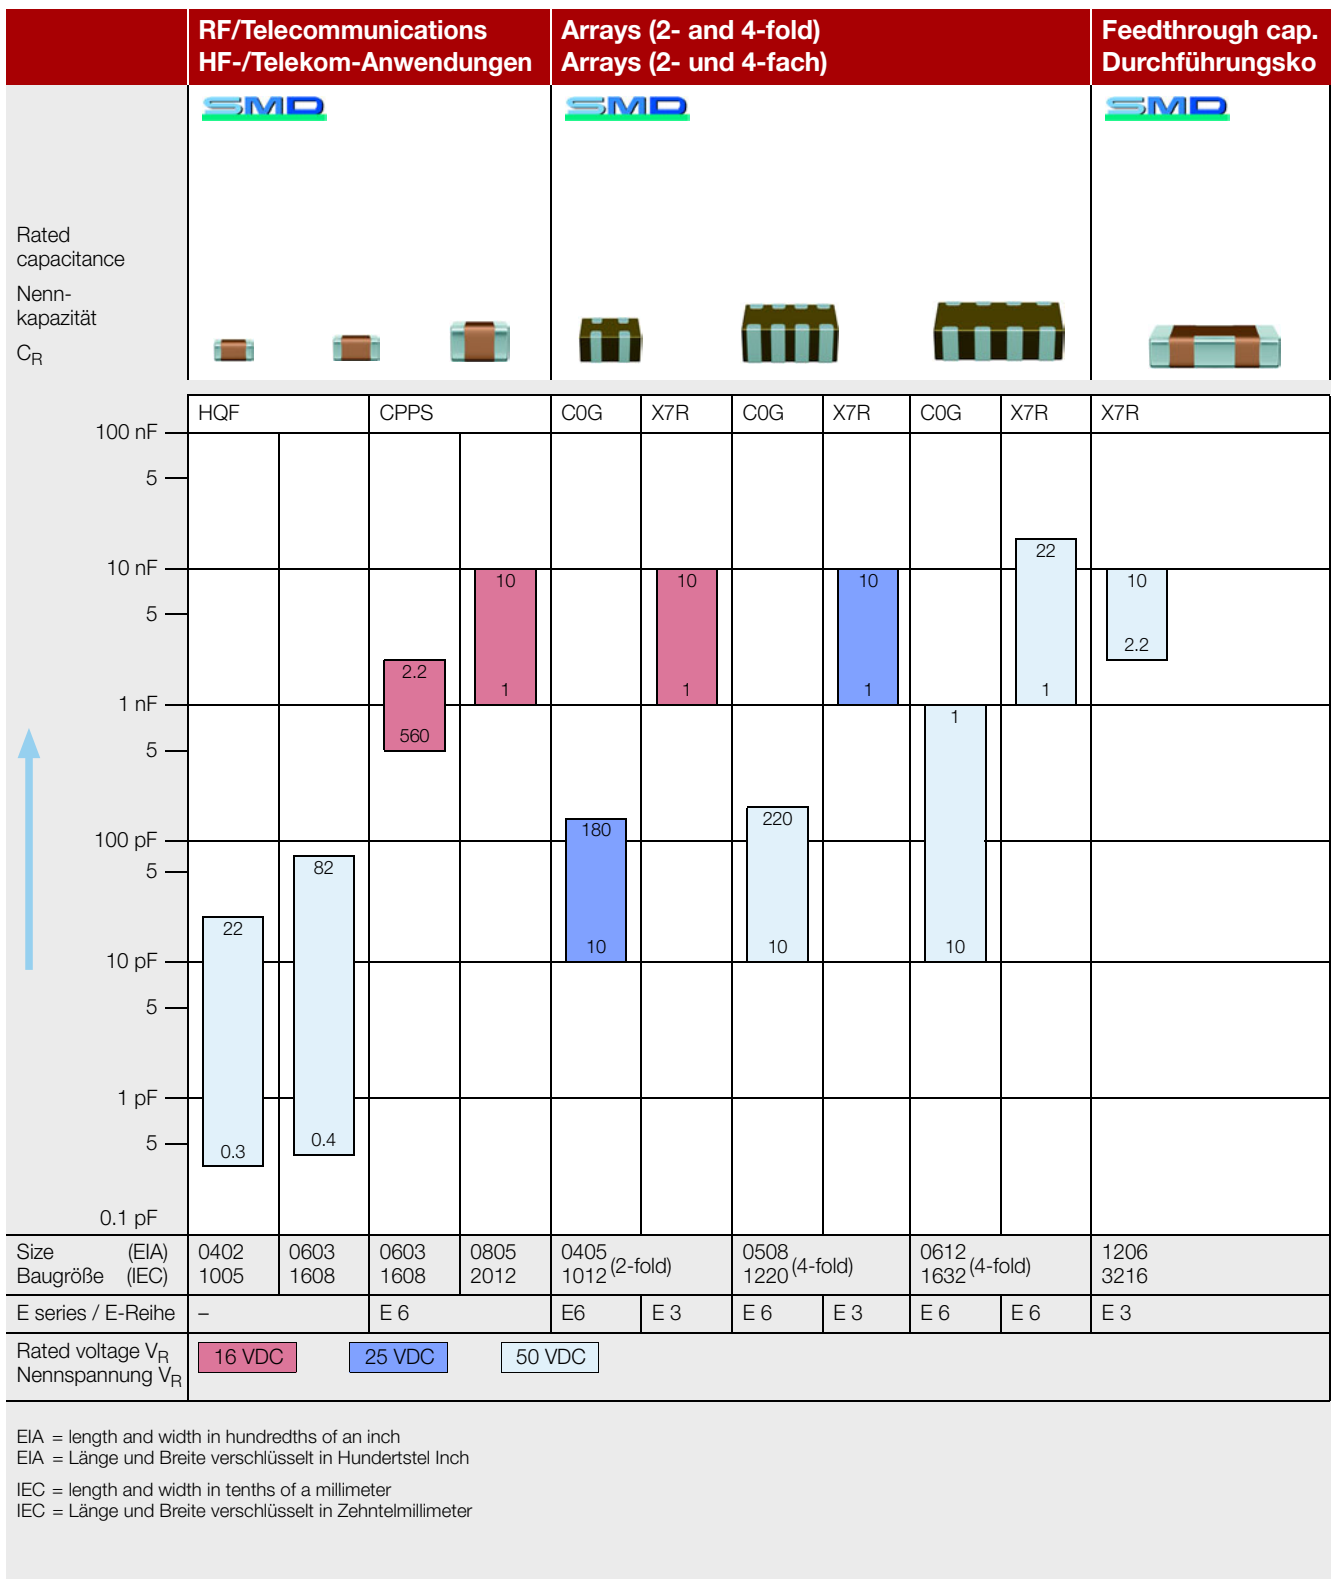 RF/Telecommunications
HF-/Telekom-Anwendungen
Arrays (2- and 4-fold)
Arrays (2- und 4-fach)
Feedthrough cap.
Durchführungsko
SMD SMD SMD
Rated
capacitance
Nenn-
kapazität
CR
HQF CPPS C0G X7R C0G X7R C0G X7R X7R
100 nF
5
22
10 nF
10 10 10 10
5
2.2
2.2
1 1 1 1
1 nF
1
560
5
220
180
100 pF
82
5
22
10 10 10
10 pF
5
1 pF
5
0.4
0.3
0.1 pF
Size (EIA) 0402 0603 0603 0805 0405 (2-fold) 0508 (4-fold) 0612 (4-fold) 1206
Baugröße (IEC) 1005 1608 1608 2012 1012 1220 1632 3216
E series / E-Reihe – E 6 E6 E 3 E 6 E 3 E 6 E 6 E 3
Rated voltage VR
Nennspannung VR
16 VDC 25 VDC 50 VDC
EIA = length and width in hundredths of an inch
EIA = Länge und Breite verschlüsselt in Hundertstel Inch
IEC = length and width in tenths of a millimeter
IEC = Länge und Breite verschlüsselt in Zehntelmillimeter